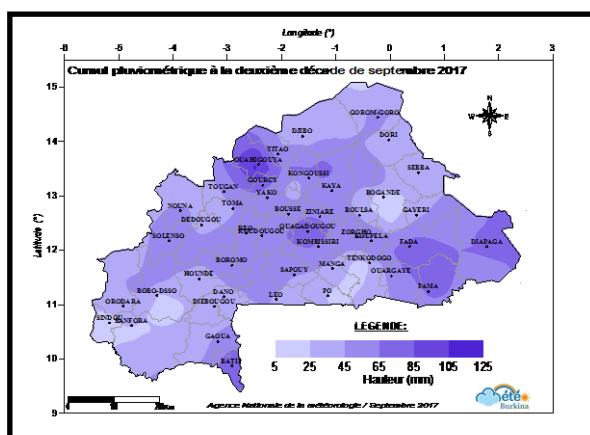 Longitude (°)
-6 -5 -4 -3 -2 -1 0 1 2 3
Cumul pluviométrique à la deuxième décade de septembre 2017
15
N
W E
S
GOROM-GORO
DJIBO
DORI
14
TITAO
OUAHIGOUYA
KONGOUSSI
SEBBA
GOURCY
TOUGAN
KAYA
13
YAKO
BOGANDE
NOUNA
TOMA
BOUSSE
ZINIARE
BOULSA
GAYERI
DEDOUGOU
OUAGADOUGOU
ZORGHO
KOUDOUGOU
KOUPELA
SOLENSO
KOMBISSIRI
FADA
DIAPAGA
Latitude (°)
12
BOROMO
TENKODOGO
MANGA
HOUNDE
SAPOUY
OUARGAYE
PAMA
BOBO-DSSO
DANO
LEO
PO
11
ORODARA
DIEBOUGOU
SINDOU
BANFORA
LEGENDE:
GAOUA
10
BATIE
5 25 45 65 85 105 125
Hauteur (mm)
9
Agence Nationale de la météorologie / Septembre 2017
météo
Burkina